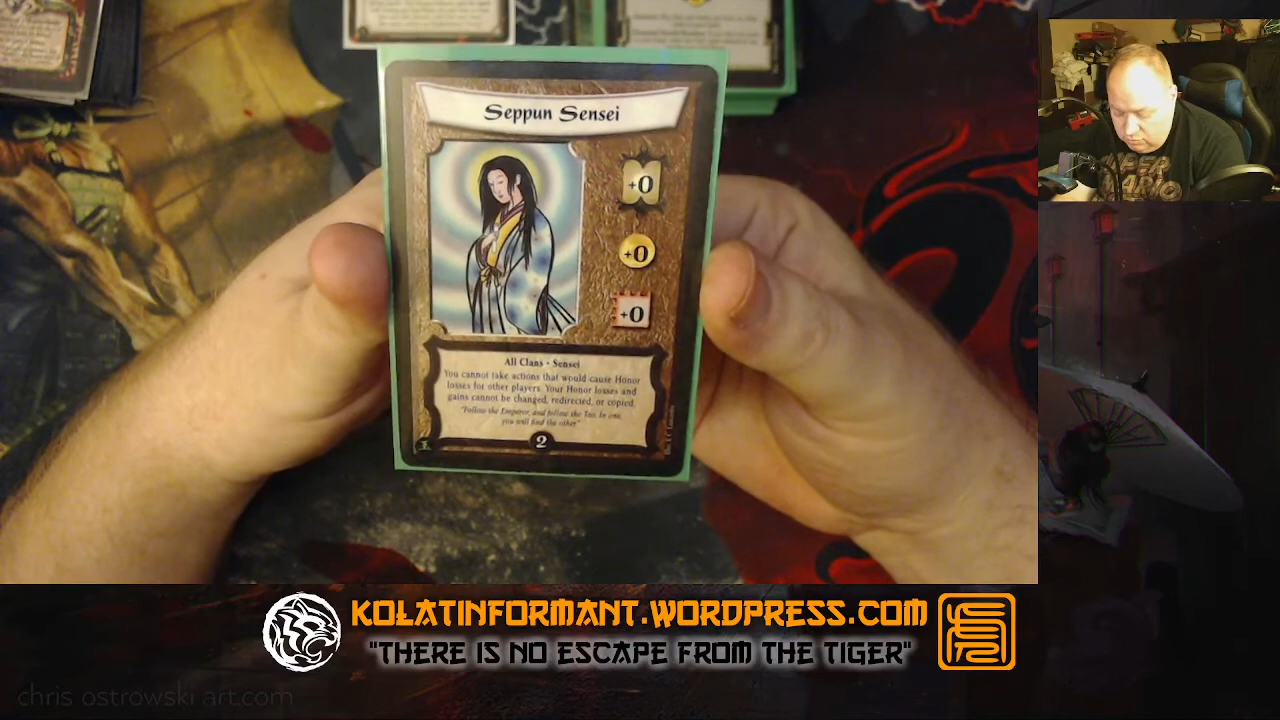 Seppun Sensei
+0
+0
+0
All Clans - Sensei
You cannot take actions that would cause Honor
losses for other players. Your Honor losses and
gains cannot be changed, redirected, or copied.
"Follow the Emperor, and follow the Tao. In one,
you will find the other"
2
KOLATINFORMANT.WORDPRESS.COM
"THERE IS NO ESCAPE FROM THE TIGER"
chris ostrowski art.com